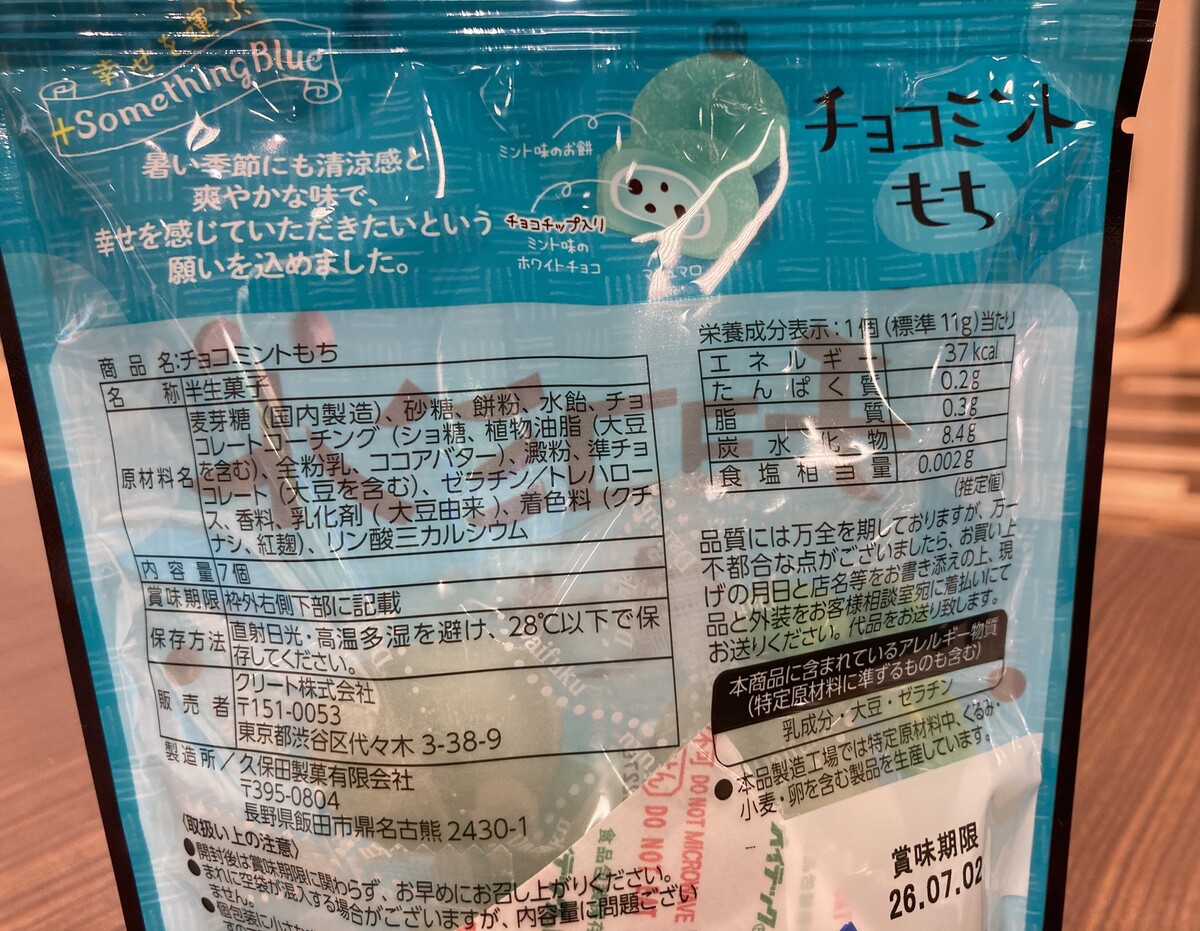 幸せを運ぶ
+SomethingBlue
暑い季節にも清涼感と
爽やかな味で、
幸せを感じていただきたいという
願いを込めました。
ミント味のお餅
チョコチップ入り
ミント味の
ホワイトチョコ
マシュマロ
チョコミント
もち
商品名:チョコミントもち
名称 半生菓子
原材料名
麦芽糖（国内製造）、砂糖、餅粉、水飴、チョ
コレートコーチング（ショ糖、植物油脂（大豆
を含む）、全粉乳、ココアバター）、澱粉、準チョ
コレート（大豆を含む）、ゼラチン/トレハロー
ス、香料、乳化剤（大豆由来）、着色料（クチ
ナシ、紅麹）、リン酸三カルシウム
内容量 7個
賞味期限 枠外右側下部に記載
保存方法
直射日光・高温多湿を避け、28℃以下で保
存してください。
販売者
クリート株式会社
〒151-0053
東京都渋谷区代々木 3-38-9
製造所/久保田製菓有限会社
〒395-0804
長野県飯田市鼎名古熊 2430-1
〈取扱い上の注意〉
●開封後は賞味期限に関わらず、お早めにお召し上がりください。
●まれに空袋が混入する場合がございますが、内容量に問題ござい
ません。
栄養成分表示:1個(標準11g)当たり
エネルギー 37kcal
たんぱく質 0.2g
脂質 0.3g
炭水化物 8.4g
食塩相当量 0.002g
(推定値)
品質には万全を期しておりますが、万一
不都合な点がございましたら、お買い上
げの月日と店名等をお書き添えの上、現
品と外装をお客様相談室宛に着払いにて
お送りください。代品をお送り致します。
本商品に含まれているアレルギー物質
(特定原材料に準ずるものも含む)
乳成分・大豆・ゼラチン
●本品製造工場では特定原材料中、くるみ・
小麦・卵を含む製品を生産しています。
DO NOT MICROWAVE
賞味期限
26.07.02